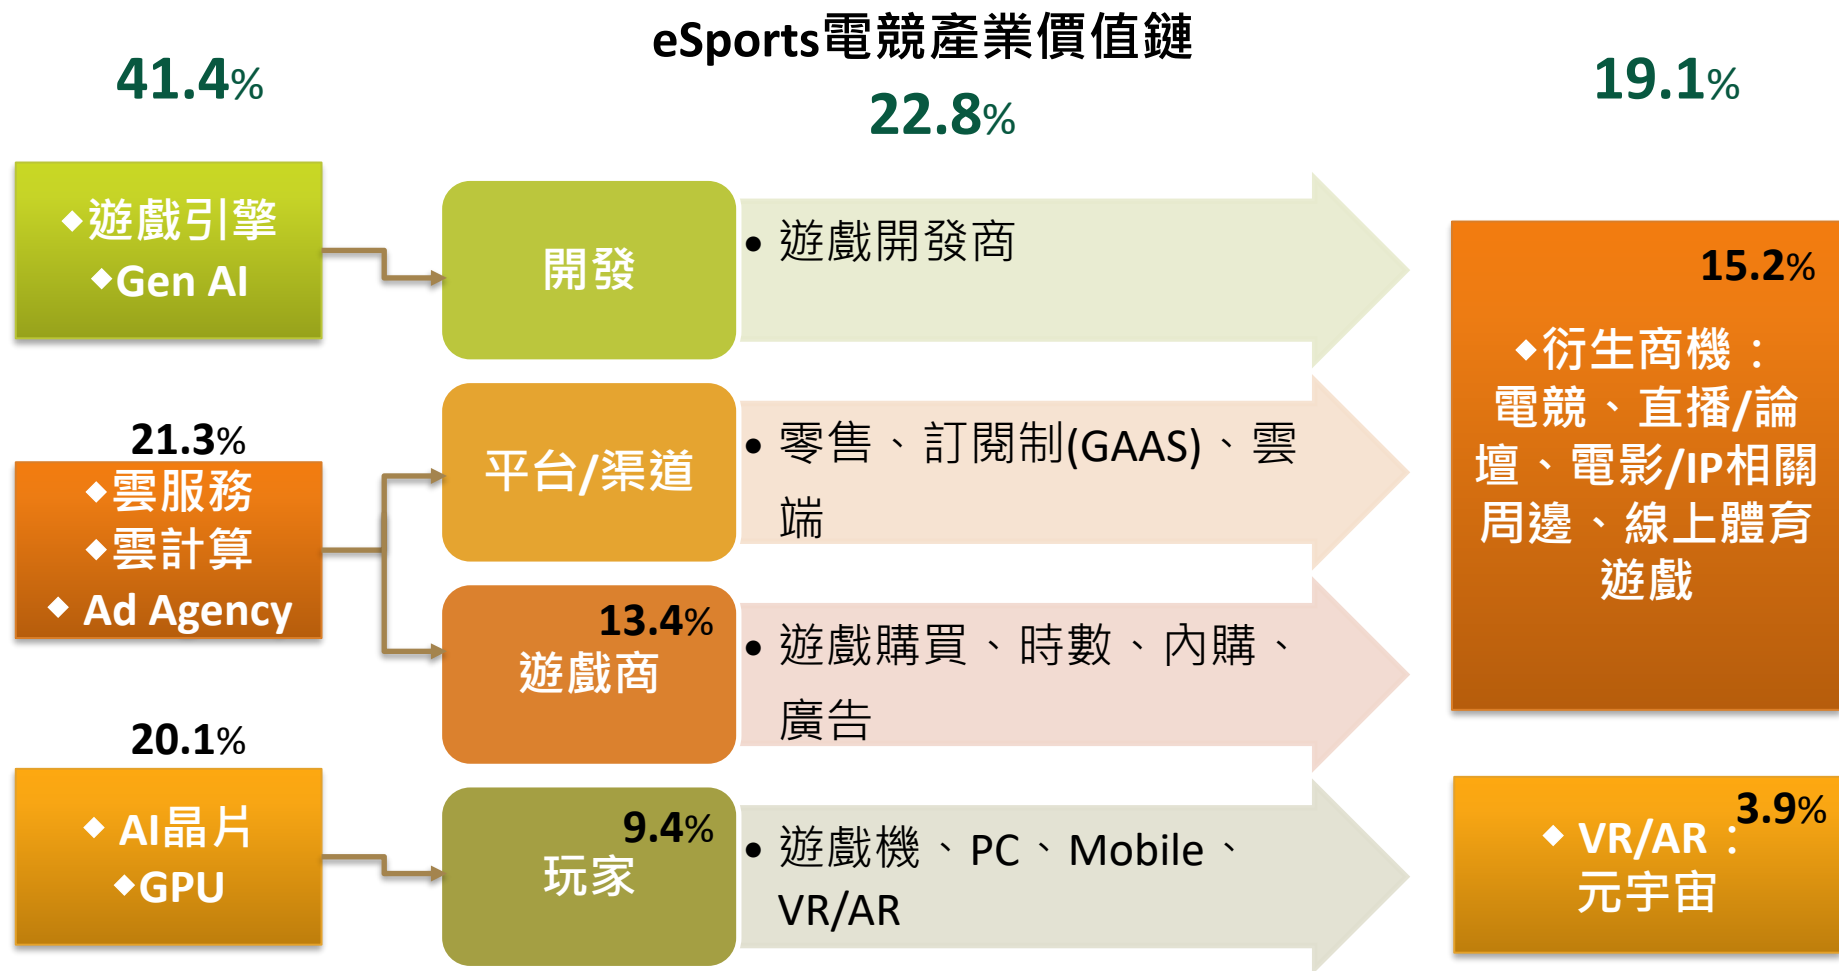 eSports電競產業價值鏈
41.4%
22.8%
19.1%
◆遊戲引擎
◆Gen AI
開發
• 遊戲開發商
21.3%
◆雲服務
◆雲計算
◆ Ad Agency
平台/渠道
• 零售、訂閱制(GAAS)、雲
端
13.4%
遊戲商
• 遊戲購買、時數、內購、
廣告
20.1%
◆ AI晶片
◆GPU
9.4%
玩家
• 遊戲機、PC、Mobile、
VR/AR
15.2%
◆衍生商機：
電競、直播/論
壇、電影/IP相關
周邊、線上體育
遊戲
3.9%
◆ VR/AR：
元宇宙